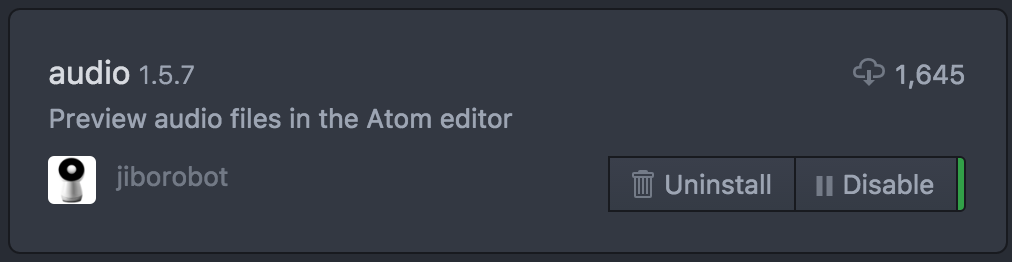 audio 1.5.7
1,645
Preview audio files in the Atom editor
jiborobot
Uninstall
Disable